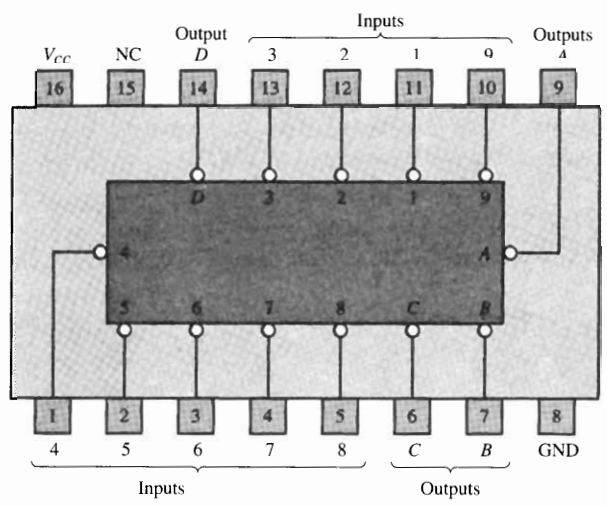 Inputs
Output Outputs
V_CC NC D 3 2 1 9 A
16 15 14 13 12 11 10 9
D 3 2 1 9
4 A
5 6 7 8 C B
1 2 3 4 5 6 7 8
4 5 6 7 8 C B GND
Inputs Outputs